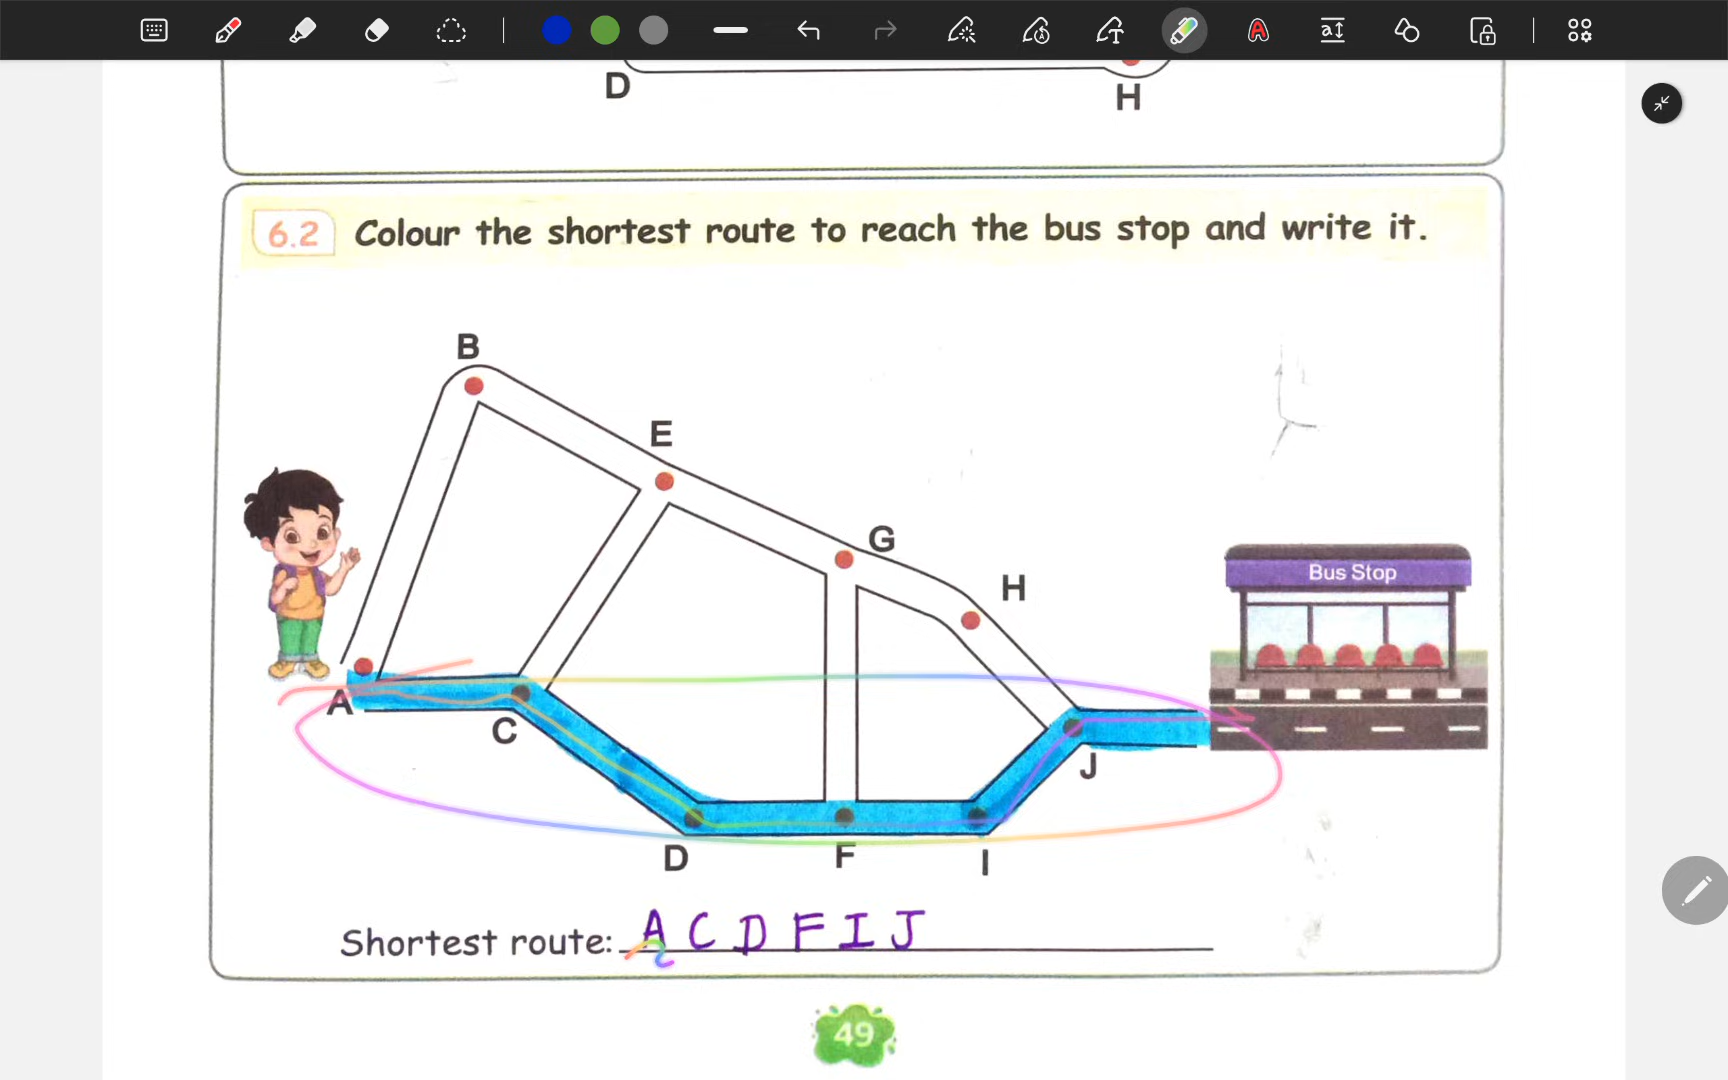 D
H
6.2 Colour the shortest route to reach the bus stop and write it.
B
E
G
H
Bus Stop
A
C
J
D
F
I
Shortest route: A C D F I J
49